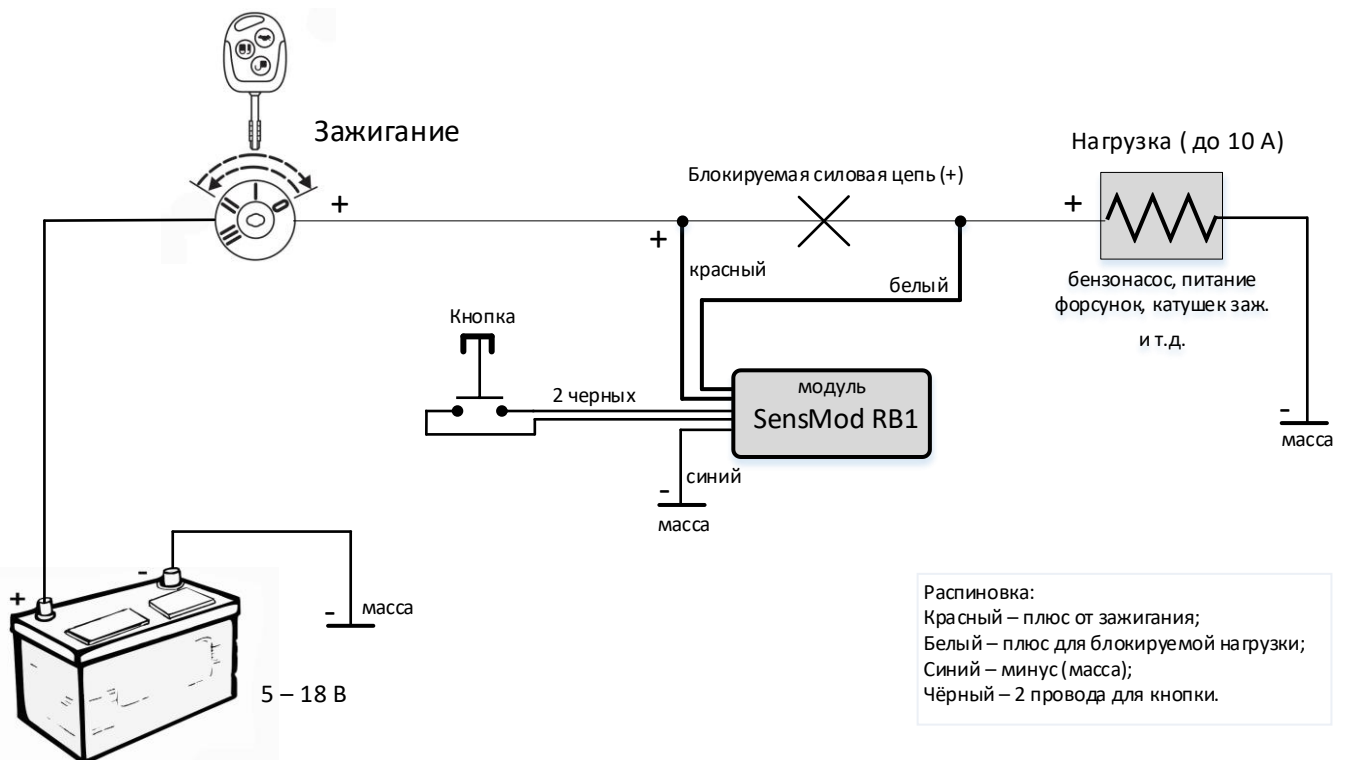 Зажигание
Нагрузка ( до 10 А)
Блокируемая силовая цепь (+)
+
+
+
красный
белый
бензонасос, питание
форсунок, катушек заж.
и т.д.
Кнопка
2 черных
модуль
SensMod RB1
-
масса
синий
-
масса
+
-
-
масса
5 – 18 В
Распиновка:
Красный – плюс от зажигания;
Белый – плюс для блокируемой нагрузки;
Синий – минус (масса);
Чёрный – 2 провода для кнопки.